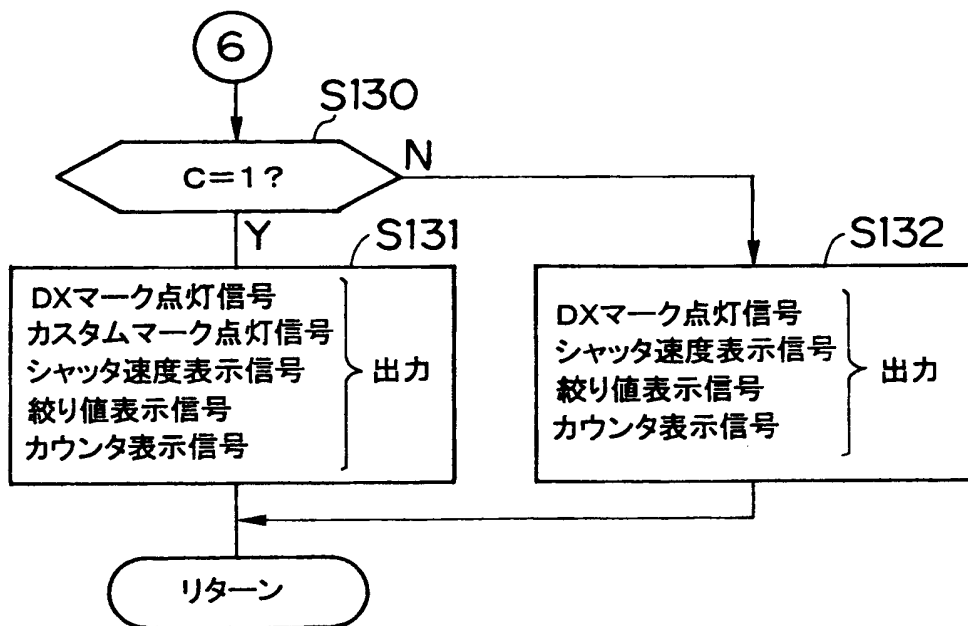 6
S130
C=1?
N
Y
S131
DXマーク点灯信号
カスタムマーク点灯信号
シャッタ速度表示信号
絞り値表示信号
カウンタ表示信号
出力
S132
DXマーク点灯信号
シャッタ速度表示信号
絞り値表示信号
カウンタ表示信号
出力
リターン